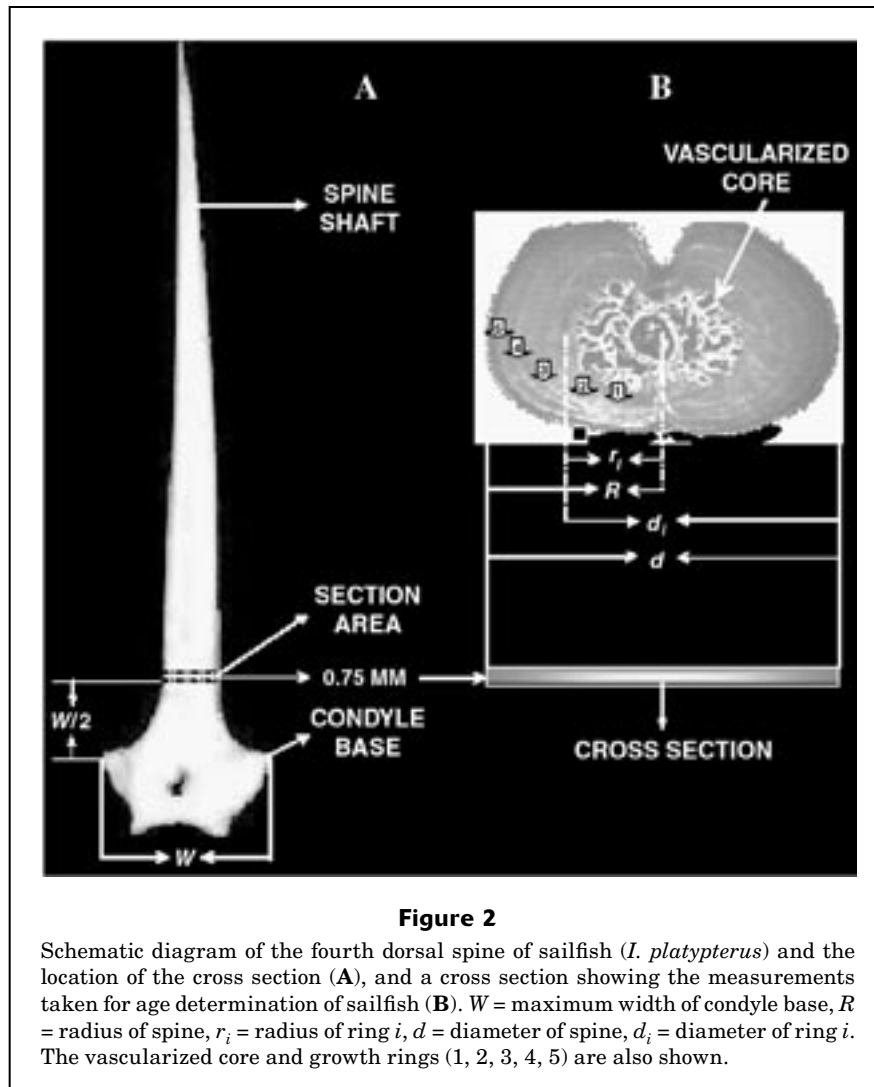 A
B
VASCULARIZED
CORE
SPINE
SHAFT
5
4
3
2
1
r_i
R
d_i
d
SECTION
AREA
0.75 MM
W/2
CONDYLE
BASE
CROSS SECTION
W
Figure 2
Schematic diagram of the fourth dorsal spine of sailfish (I. platypterus) and the
location of the cross section (A), and a cross section showing the measurements
taken for age determination of sailfish (B). W = maximum width of condyle base, R
= radius of spine, r_i = radius of ring i, d = diameter of spine, d_i = diameter of ring i.
The vascularized core and growth rings (1, 2, 3, 4, 5) are also shown.